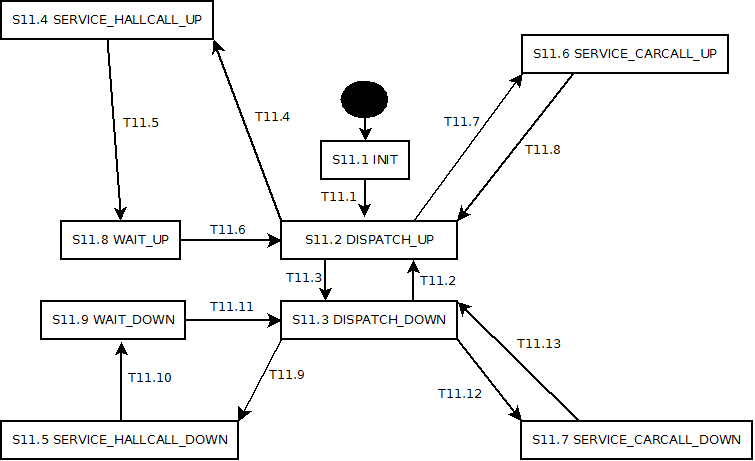 S11.4 SERVICE_HALLCALL_UP
S11.6 SERVICE_CARCALL_UP
T11.4
T11.5
T11.7
T11.8
S11.1 INIT
T11.1
T11.6
S11.8 WAIT_UP
S11.2 DISPATCH_UP
T11.3
T11.2
T11.11
S11.9 WAIT_DOWN
S11.3 DISPATCH_DOWN
T11.13
T11.10
T11.9
T11.12
S11.5 SERVICE_HALLCALL_DOWN
S11.7 SERVICE_CARCALL_DOWN